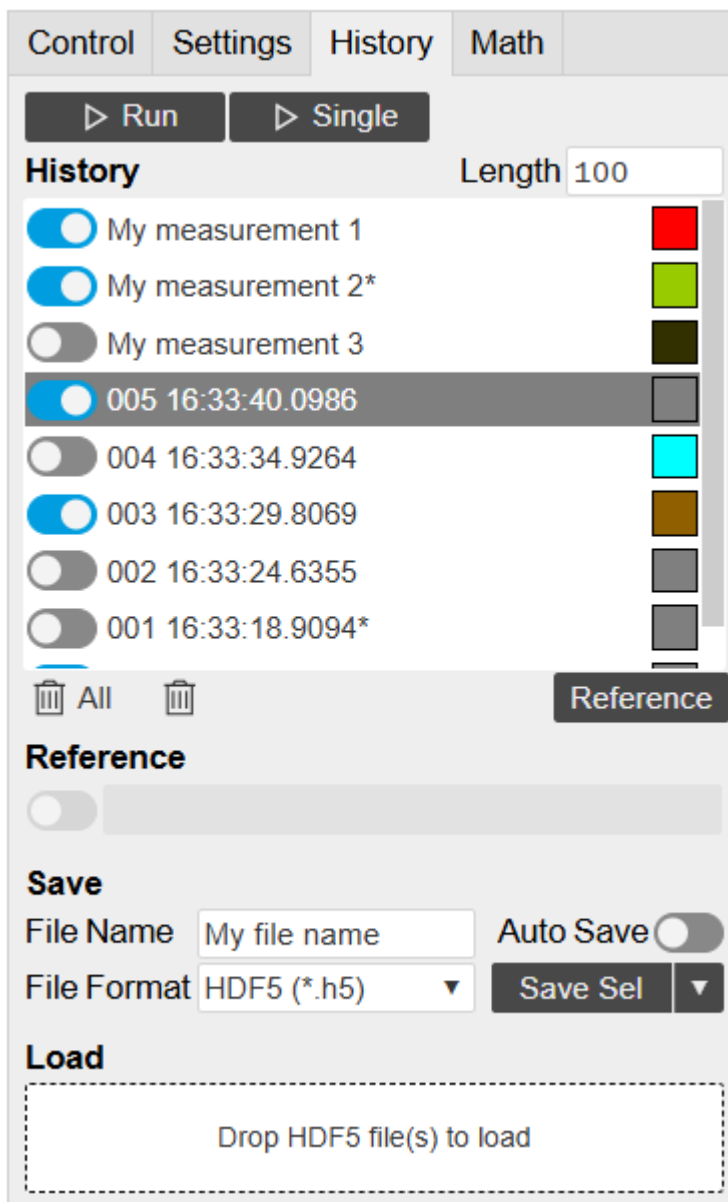 Control Settings History Math
Run Single
History Length 100
My measurement 1
My measurement 2*
My measurement 3
005 16:33:40.0986
004 16:33:34.9264
003 16:33:29.8069
002 16:33:24.6355
001 16:33:18.9094*
All Reference
Reference
Save
File Name My file name Auto Save
File Format HDF5 (*.h5) Save Sel
Load
Drop HDF5 file(s) to load